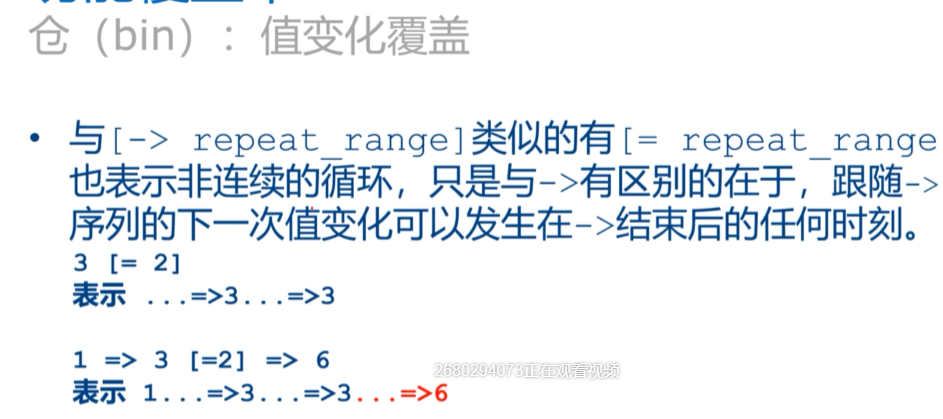 仓（bin）：值变化覆盖
• 与[-> repeat_range]类似的有[= repeat_range
也表示非连续的循环，只是与->有区别的在于，跟随->
序列的下一次值变化可以发生在->结束后的任何时刻。
3 [= 2]
表示 ...=>3...=>3
1 => 3 [=2] => 6
2680294073正在观看视频
表示 1...=>3...=>3...=>6